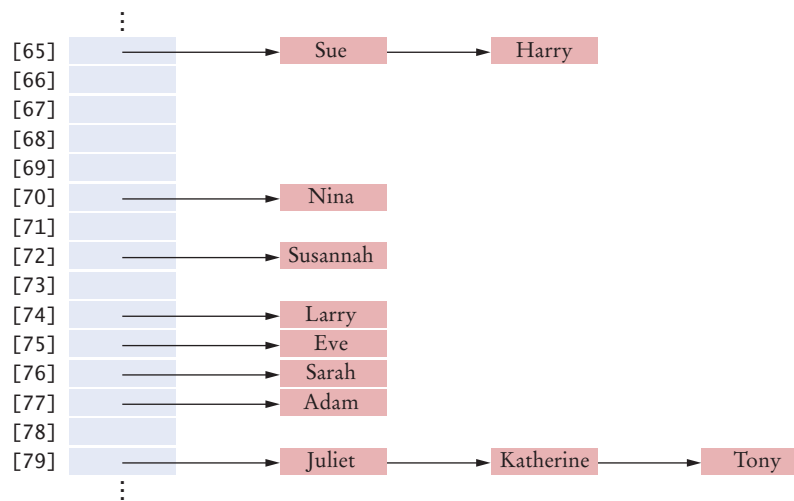 ⋮
[65] Sue Harry
[66]
[67]
[68]
[69]
[70] Nina
[71]
[72] Susannah
[73]
[74] Larry
[75] Eve
[76] Sarah
[77] Adam
[78]
[79] Juliet Katherine Tony
⋮